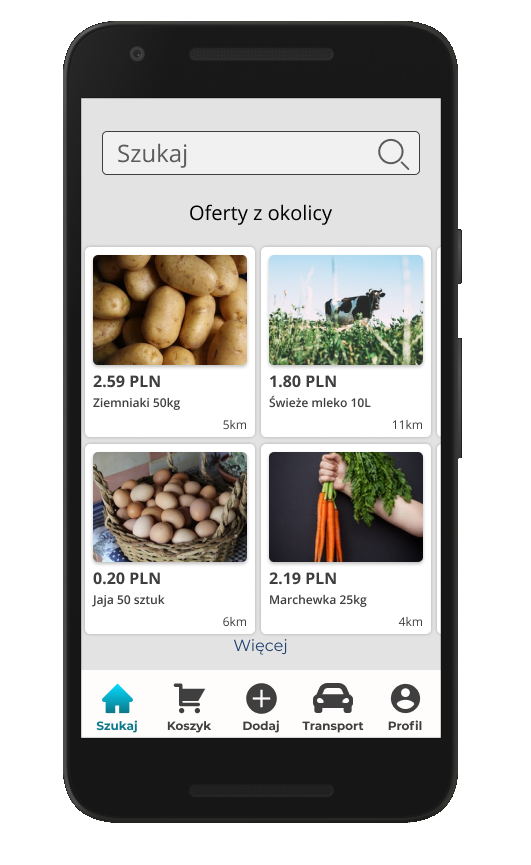 Szukaj
Oferty z okolicy
2.59 PLN
Ziemniaki 50kg
5km
1.80 PLN
Świeże mleko 10L
11km
0.20 PLN
Jaja 50 sztuk
6km
2.19 PLN
Marchewka 25kg
4km
Więcej
Szukaj
Koszyk
Dodaj
Transport
Profil